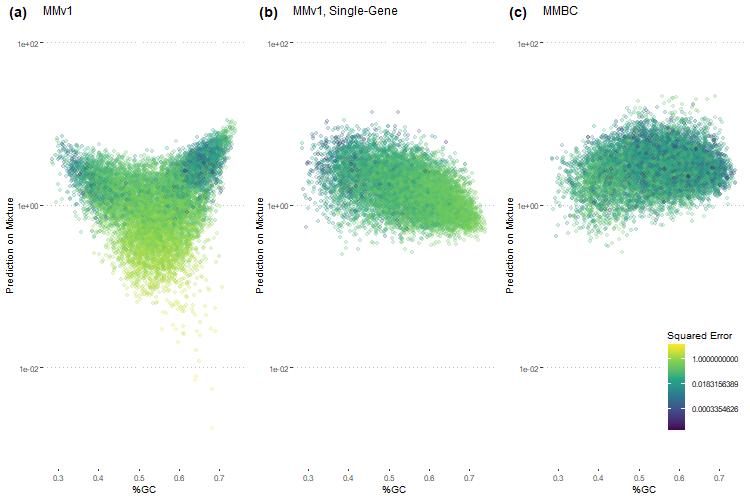 (a) MMv1
(b) MMv1, Single-Gene
(c) MMBC
Prediction on Mixture
1e+02
1e+00
1e-02
0.3 0.4 0.5 0.6 0.7
%GC
Prediction on Mixture
1e+02
1e+00
1e-02
0.3 0.4 0.5 0.6 0.7
%GC
Prediction on Mixture
1e+02
1e+00
1e-02
0.3 0.4 0.5 0.6 0.7
%GC
Squared Error
1.0000000000
0.0183156389
0.0003354626